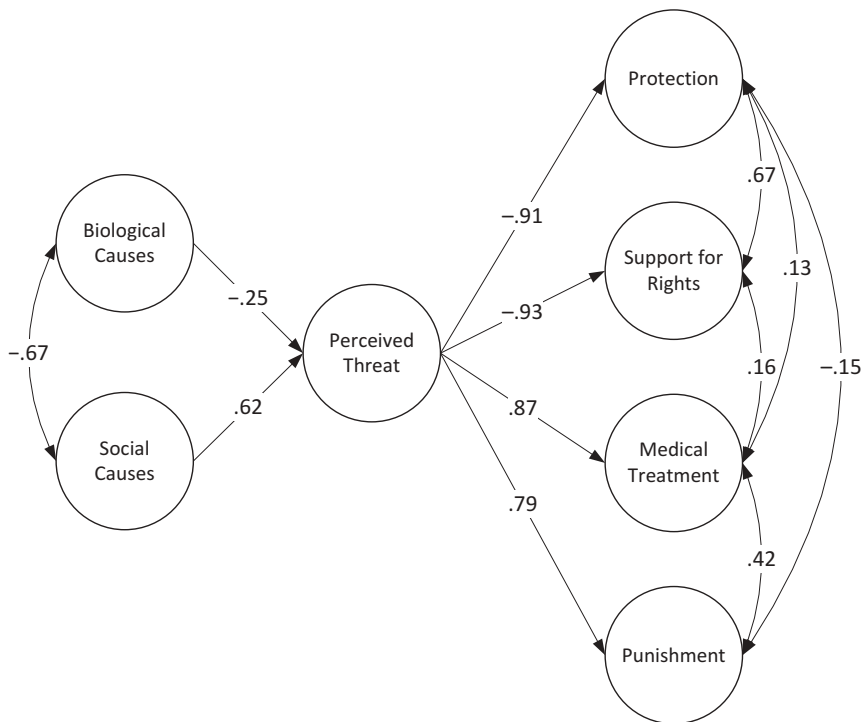 Protection
.67
–.91
Biological
Causes
Support for
Rights
.13
–.25
–.93
Perceived
Threat
–.67
.16
–.15
.62
.87
Social
Causes
Medical
Treatment
.79
.42
Punishment